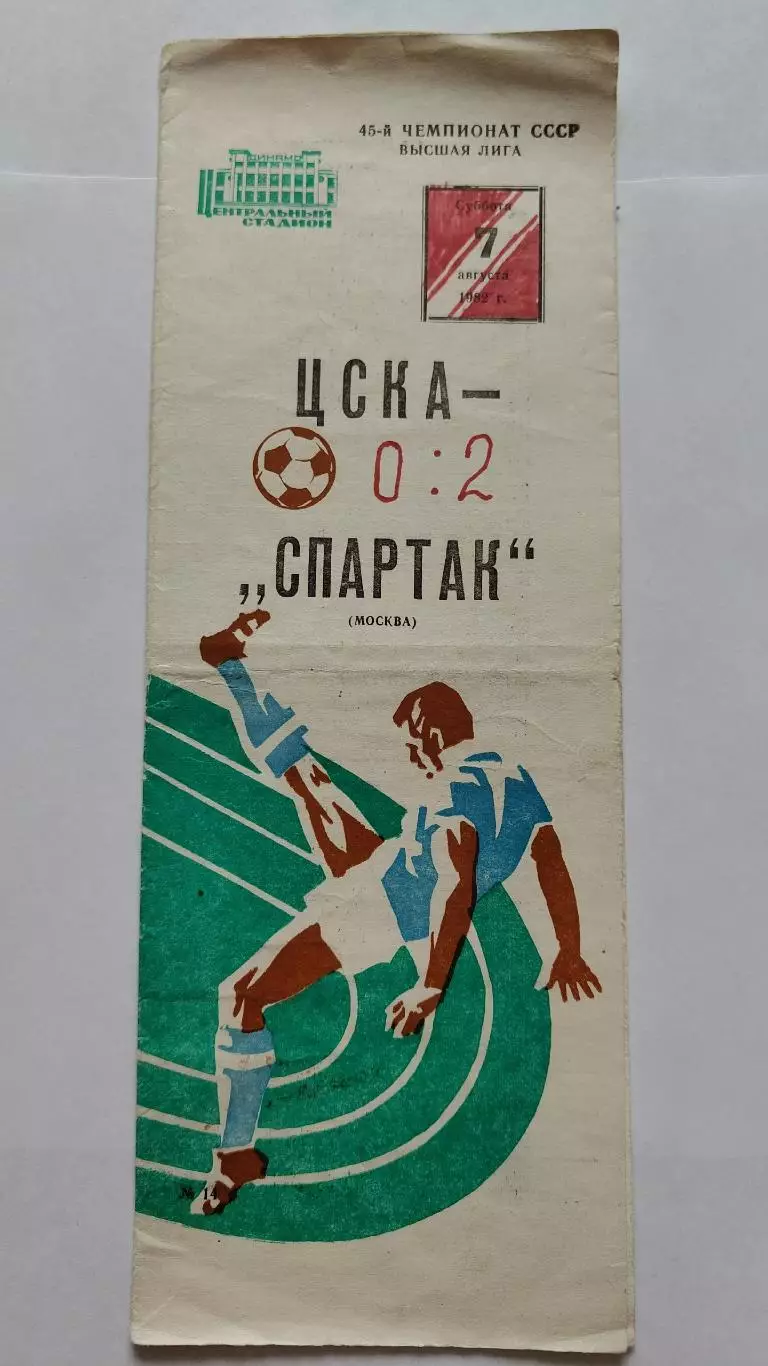 45-й ЧЕМПИОНАТ СССР
ВЫСШАЯ ЛИГА
ДИНАМО
ЦЕНТРАЛЬНЫЙ
СТАДИОН
Суббота
7
августа
1982 г.
ЦСКА—
0:2
„СПАРТАК“
(МОСКВА)
№ 14